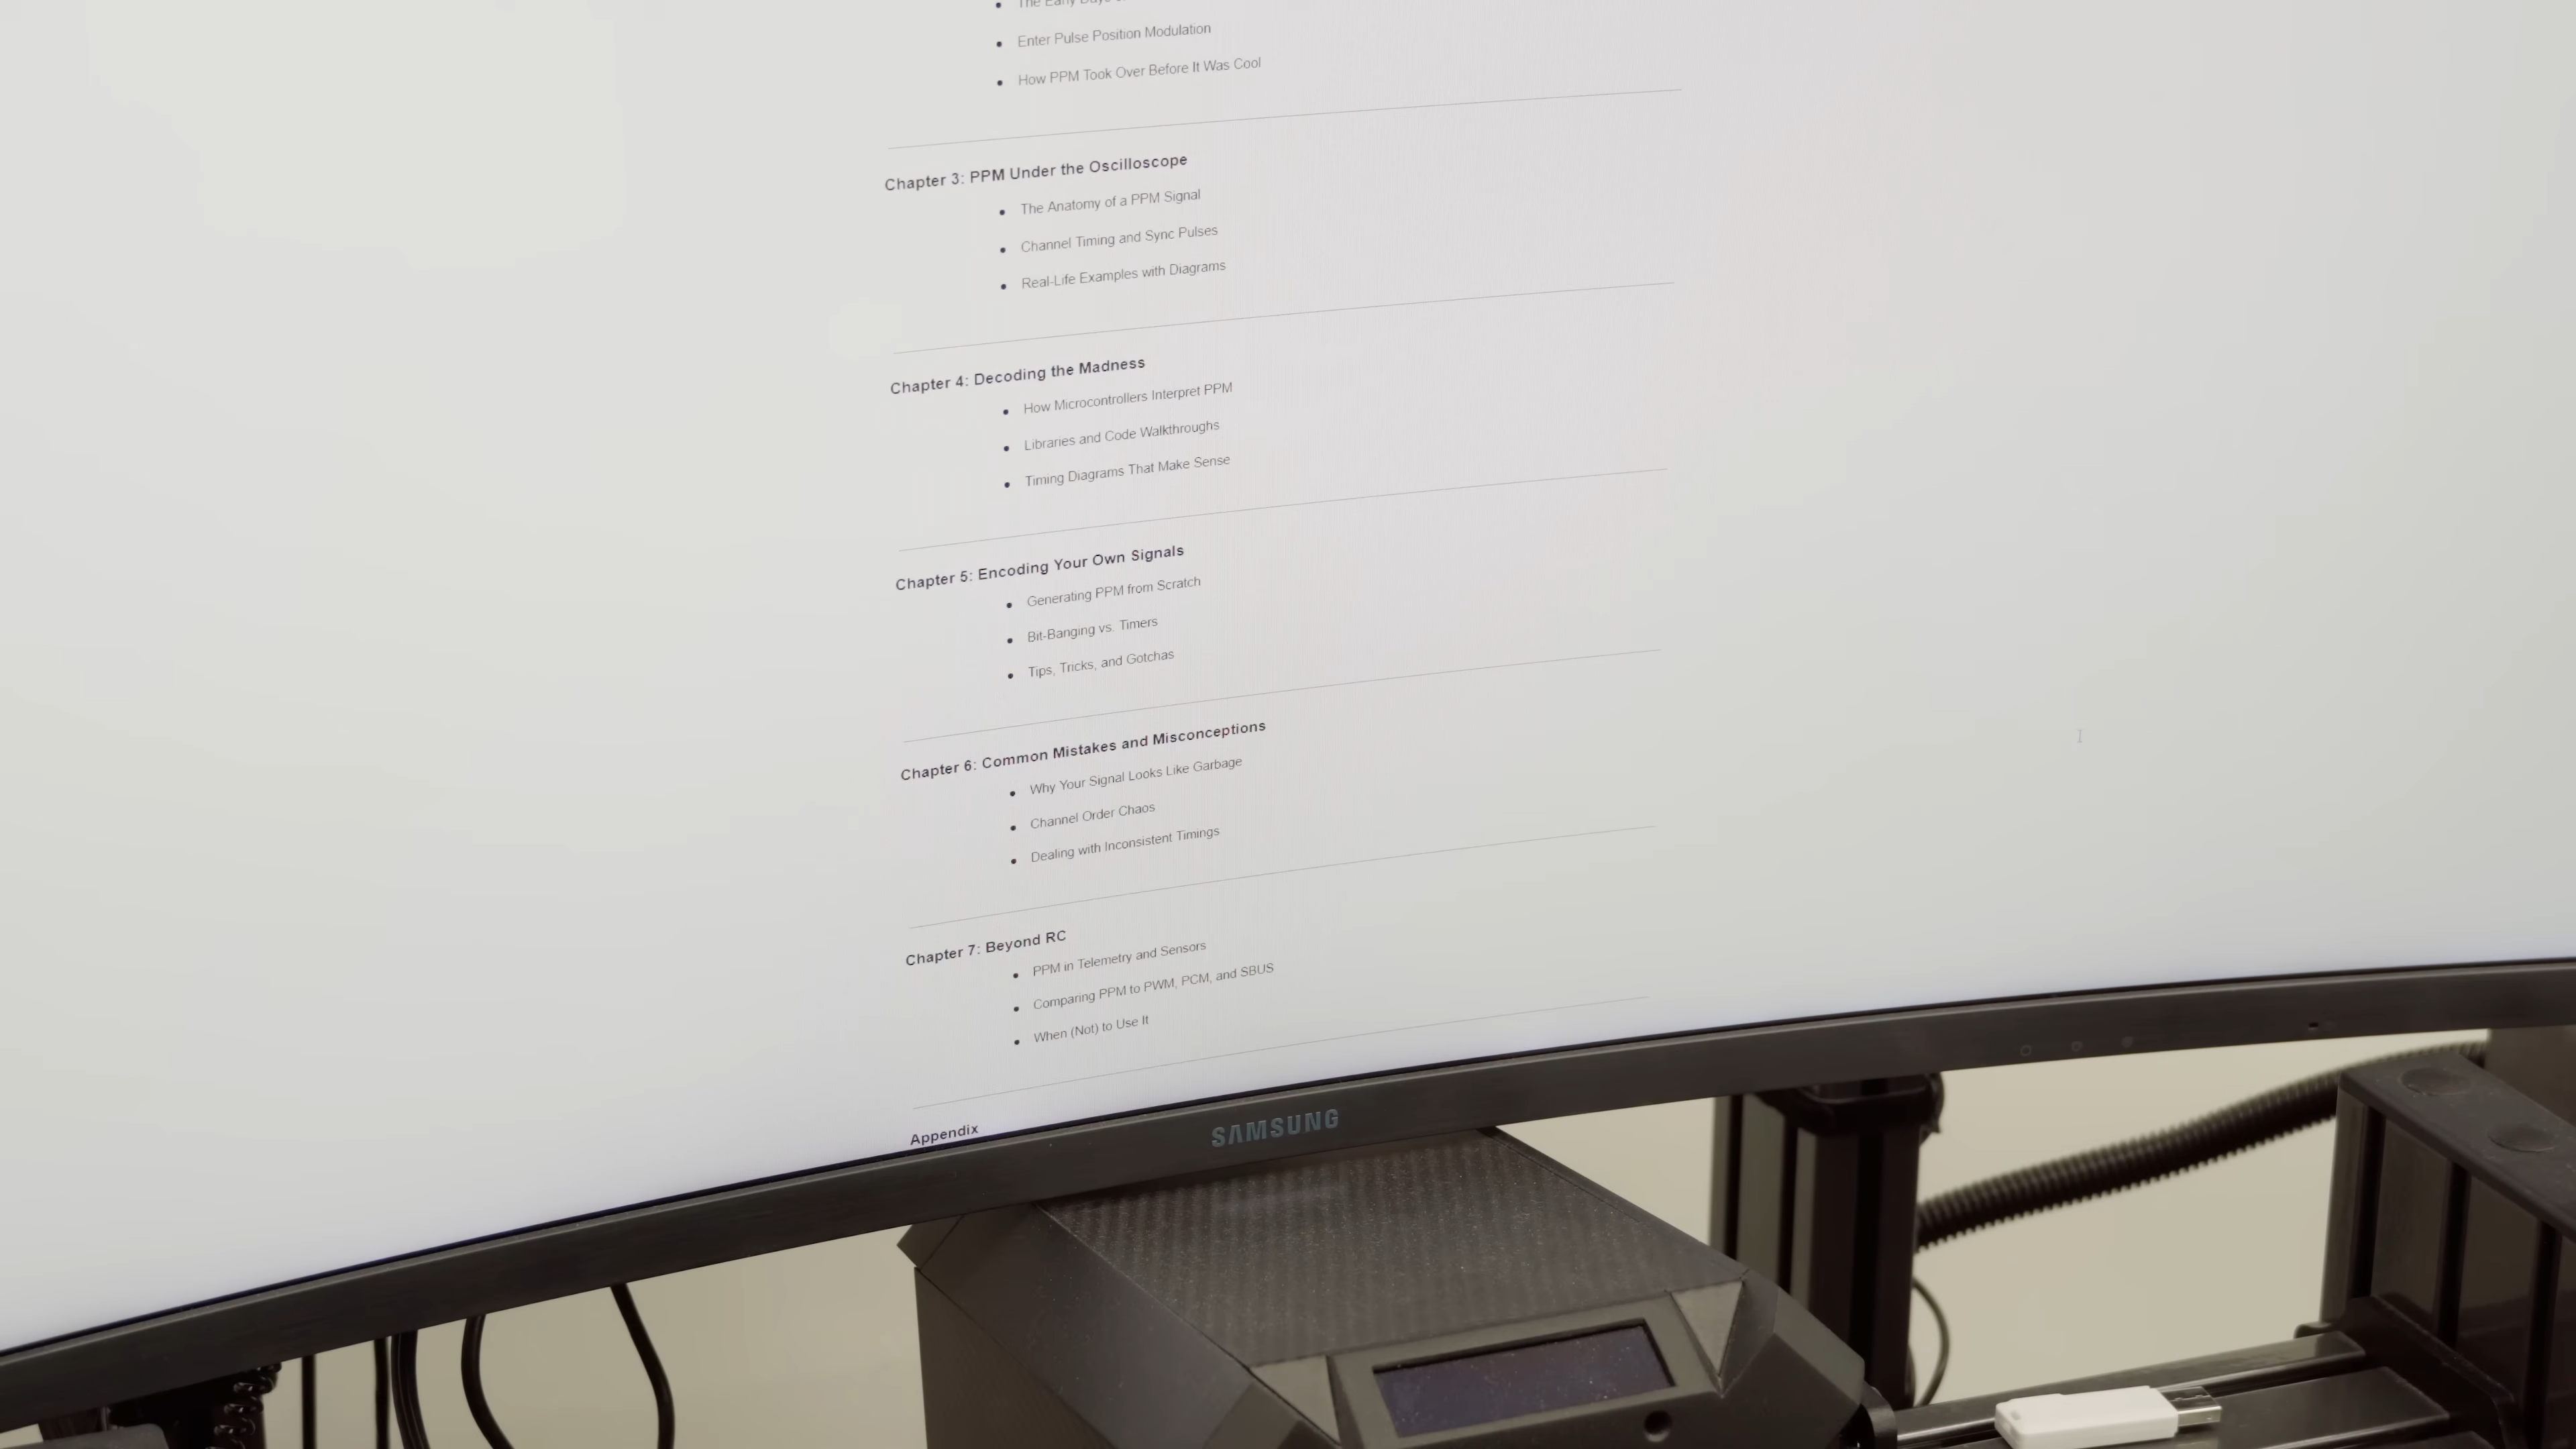 The Early Days
Enter Pulse Position Modulation
How PPM Took Over Before It Was Cool
Chapter 3: PPM Under the Oscilloscope
The Anatomy of a PPM Signal
Channel Timing and Sync Pulses
Real-Life Examples with Diagrams
Chapter 4: Decoding the Madness
How Microcontrollers Interpret PPM
Libraries and Code Walkthroughs
Timing Diagrams That Make Sense
Chapter 5: Encoding Your Own Signals
Generating PPM from Scratch
Bit-Banging vs. Timers
Tips, Tricks, and Gotchas
Chapter 6: Common Mistakes and Misconceptions
Why Your Signal Looks Like Garbage
Channel Order Chaos
Dealing with Inconsistent Timings
Chapter 7: Beyond RC
PPM in Telemetry and Sensors
Comparing PPM to PWM, PCM, and SBUS
When (Not) to Use It
Appendix
SAMSUNG